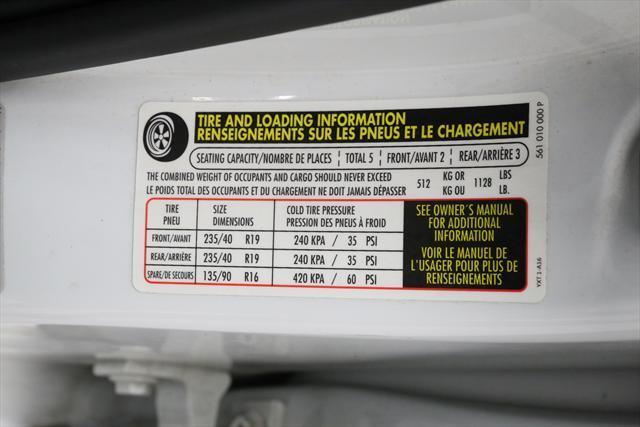 TIRE AND LOADING INFORMATION
RENSEIGNEMENTS SUR LES PNEUS ET LE CHARGEMENT
SEATING CAPACITY/NOMBRE DE PLACES TOTAL 5 FRONT/AVANT 2 REAR/ARRIÈRE 3
THE COMBINED WEIGHT OF OCCUPANTS AND CARGO SHOULD NEVER EXCEED 512 KG OR 1128 LBS
LE POIDS TOTAL DES OCCUPANTS ET DU CHARGEMENT NE DOIT JAMAIS DÉPASSER KG OU LB.
TIRE SIZE COLD TIRE PRESSURE
PNEU DIMENSIONS PRESSION DES PNEUS À FROID
FRONT/AVANT 235/40 R19 240 KPA / 35 PSI
REAR/ARRIÈRE 235/40 R19 240 KPA / 35 PSI
SPARE/DE SECOURS 135/90 R16 420 KPA / 60 PSI
SEE OWNER'S MANUAL
FOR ADDITIONAL
INFORMATION
VOIR LE MANUEL DE
L'USAGER POUR PLUS DE
RENSEIGNEMENTS
561 010 000 P
YXT 1-A16